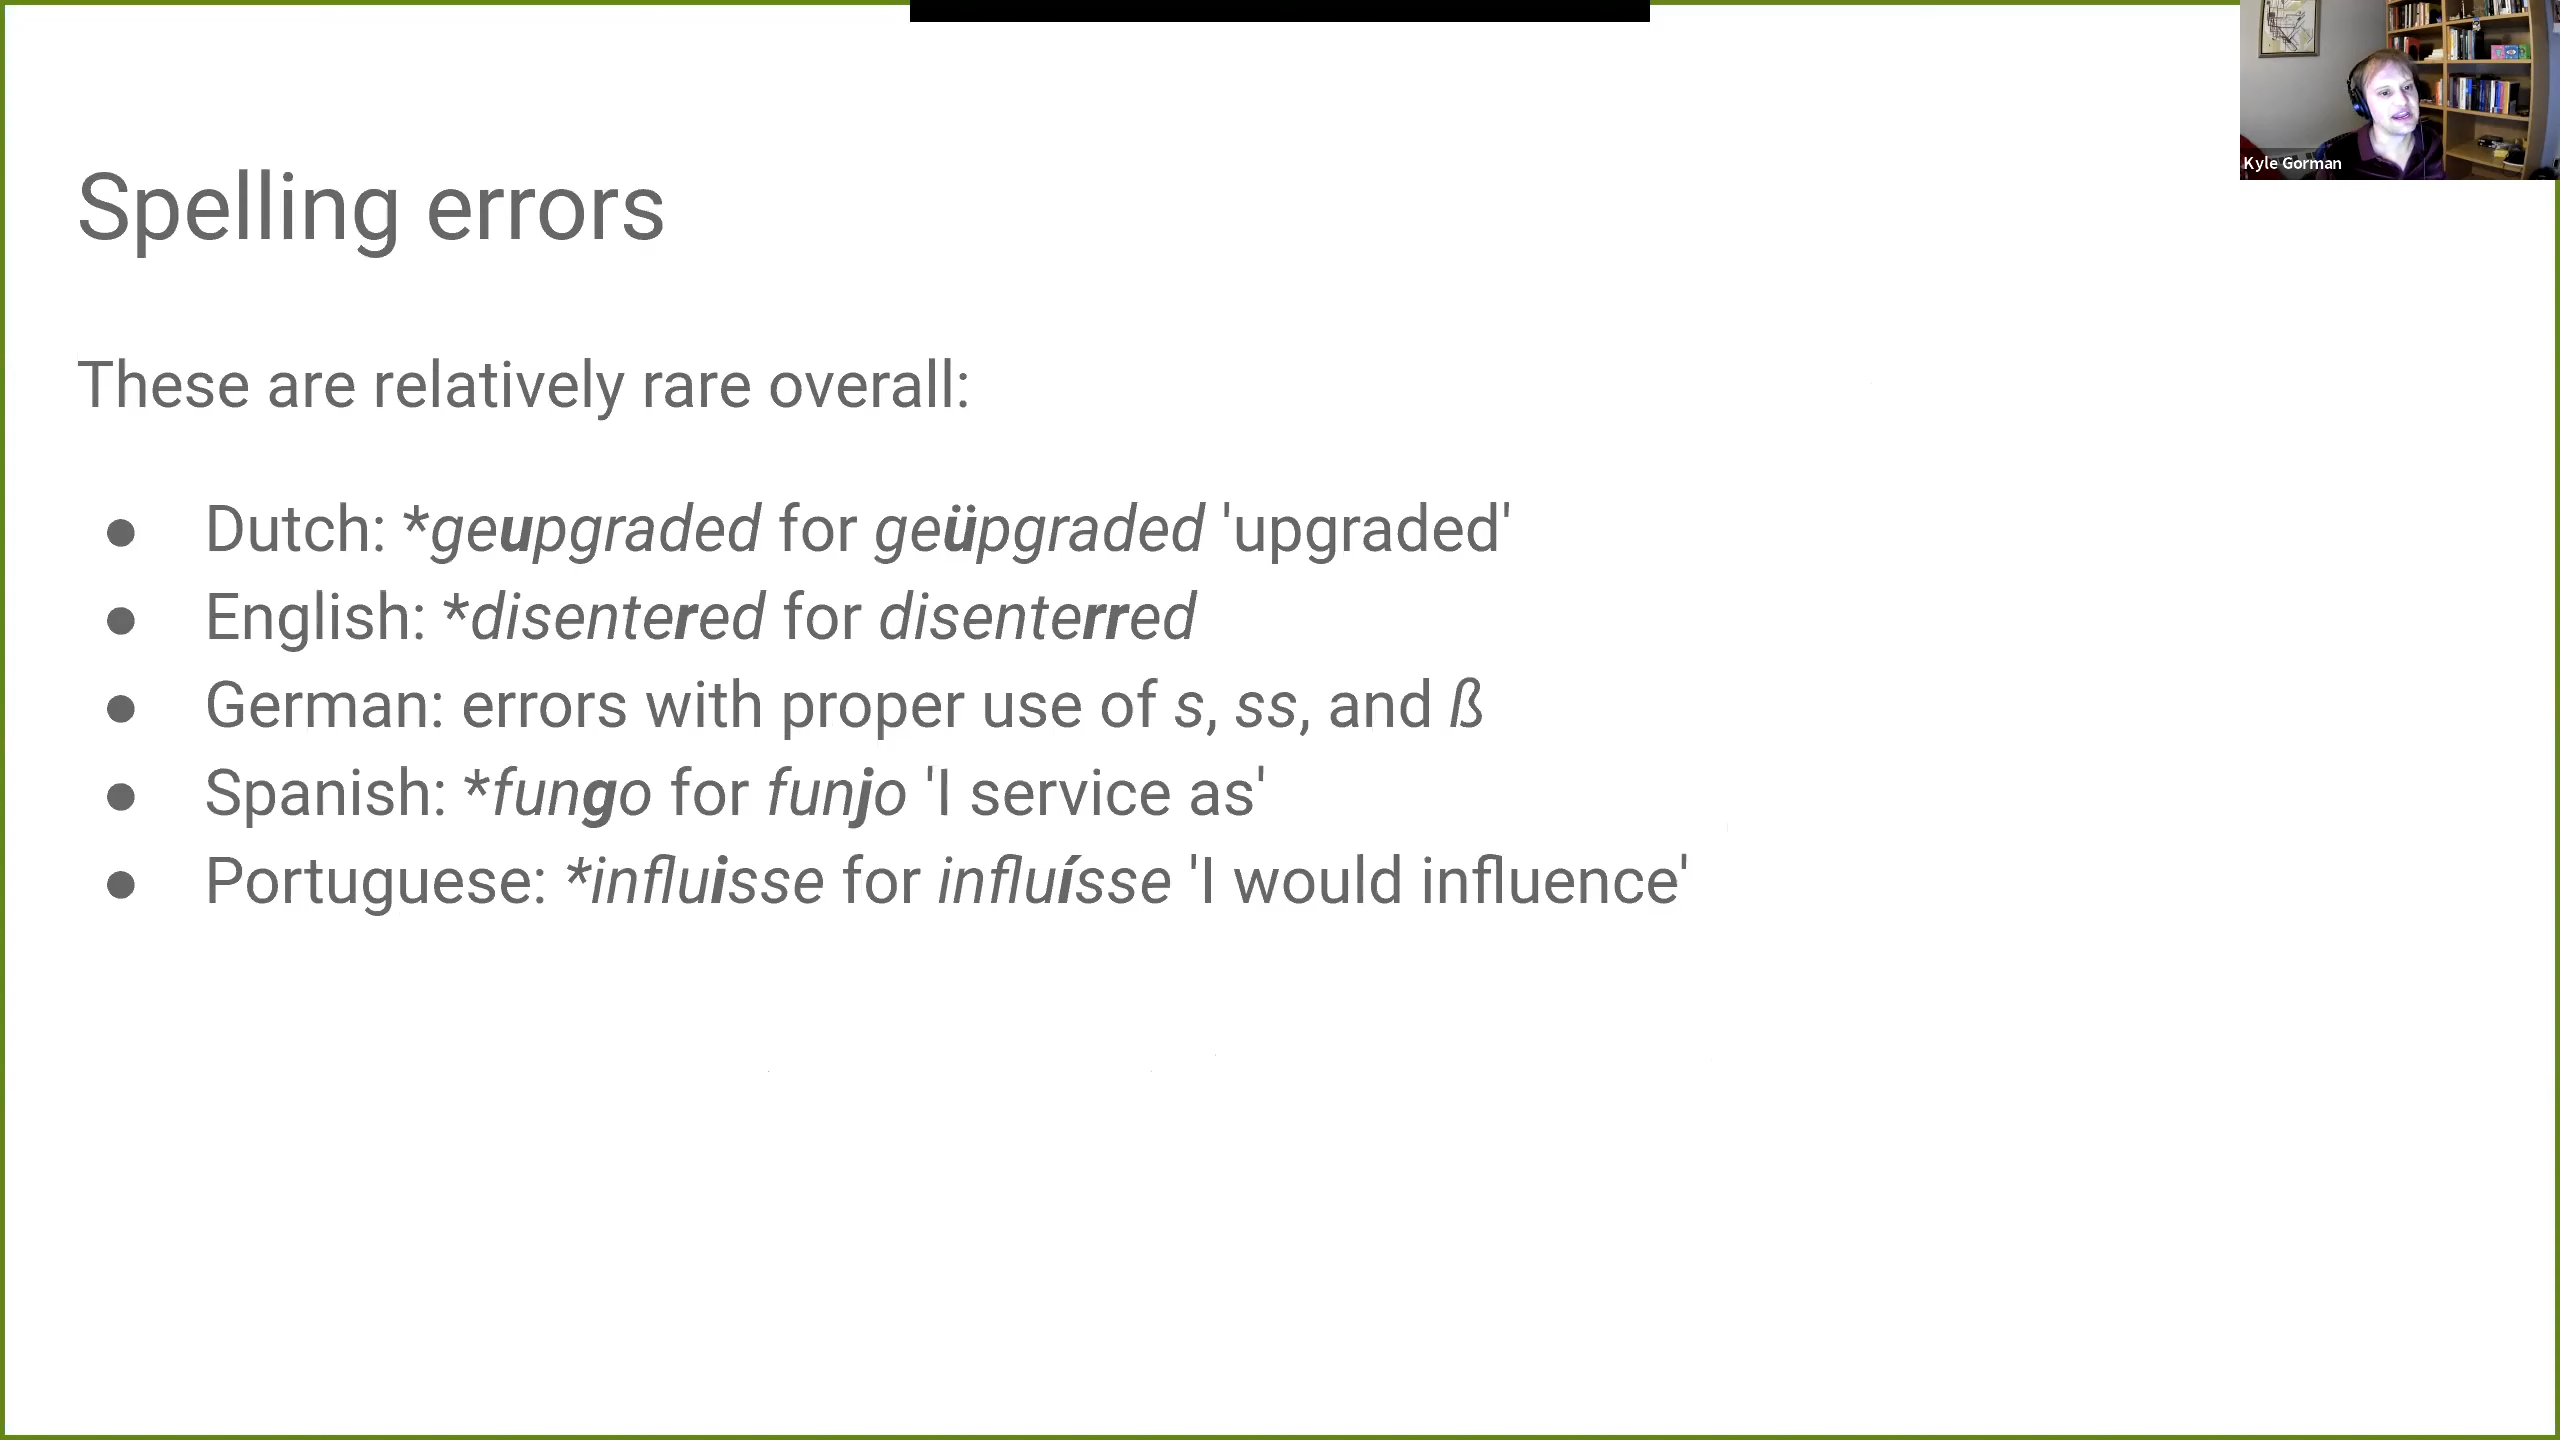 Kyle Gorman
Spelling errors
These are relatively rare overall:
● Dutch: *geupgraded for geüpgraded 'upgraded'
● English: *disentered for disenterred
● German: errors with proper use of s, ss, and ß
● Spanish: *fungo for funjo 'I service as'
● Portuguese: *influisse for influísse 'I would influence'